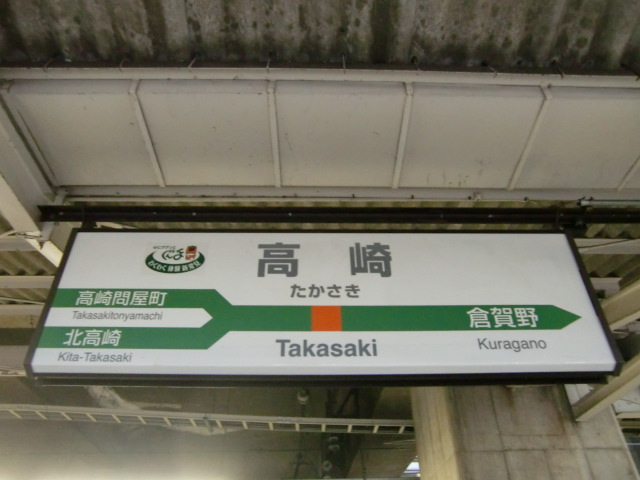 高崎
たかさき
Takasaki
高崎問屋町
Takasakitonyamachi
北高崎
Kita-Takasaki
倉賀野
Kuragano